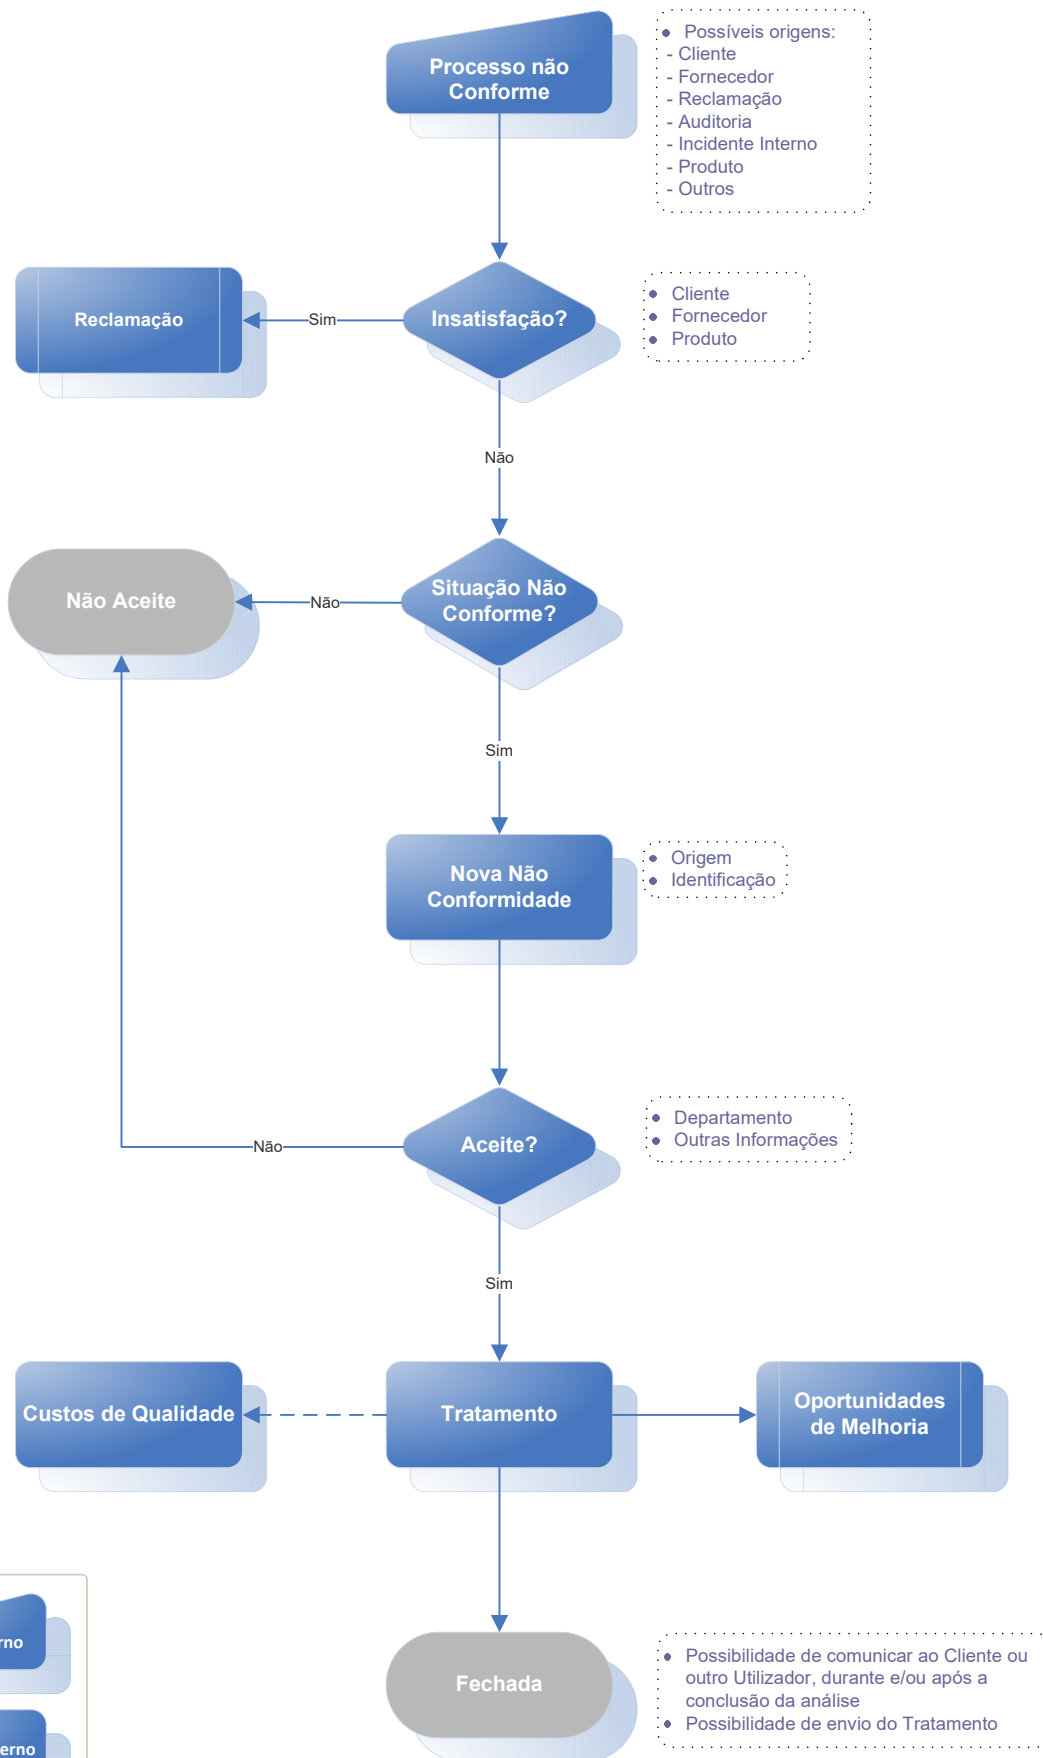 Processo não
Conforme
Possíveis origens:
- Cliente
- Fornecedor
- Reclamação
- Auditoria
- Incidente Interno
- Produto
- Outros
Reclamação
Sim
Insatisfação?
Cliente
Fornecedor
Produto
Não
Não Aceite
Não
Situação Não
Conforme?
Sim
Nova Não
Conformidade
Origem
Identificação
Não
Aceite?
Departamento
Outras Informações
Sim
Custos de Qualidade
Tratamento
Oportunidades
de Melhoria
Fechada
Possibilidade de comunicar ao Cliente ou
outro Utilizador, durante e/ou após a
conclusão da análise
Possibilidade de envio do Tratamento